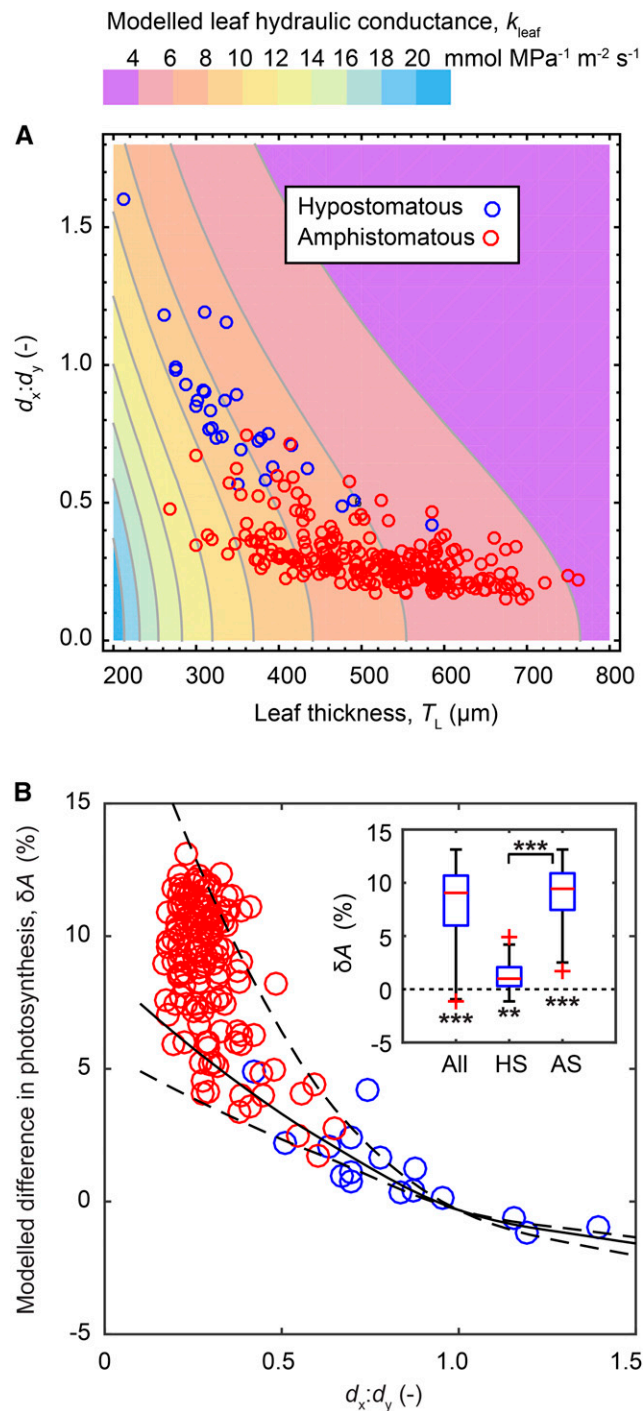 Modelled leaf hydraulic conductance, kleaf
4 6 8 10 12 14 16 18 20 mmol MPa⁻¹ m⁻² s⁻¹
A
Hypostomatous
Amphistomatous
1.5
1.0
0.5
0.0
dx:dy (-)
200 300 400 500 600 700 800
Leaf thickness, TL (µm)
B
15
10
5
0
-5
Modelled difference in photosynthesis, δA (%)
15
10
5
0
-5
δA (%)
***
*** ** ***
All HS AS
0 0.5 1.0 1.5
dx:dy (-)